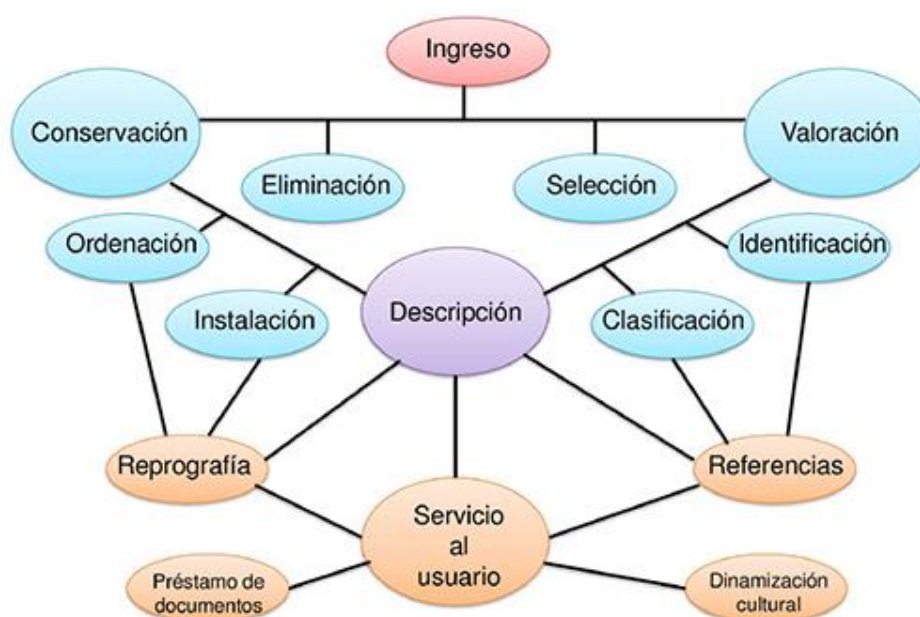 Ingreso
Conservación
Valoración
Eliminación
Selección
Ordenación
Identificación
Instalación
Descripción
Clasificación
Reprografía
Referencias
Servicio
al
usuario
Préstamo de
documentos
Dinamización
cultural